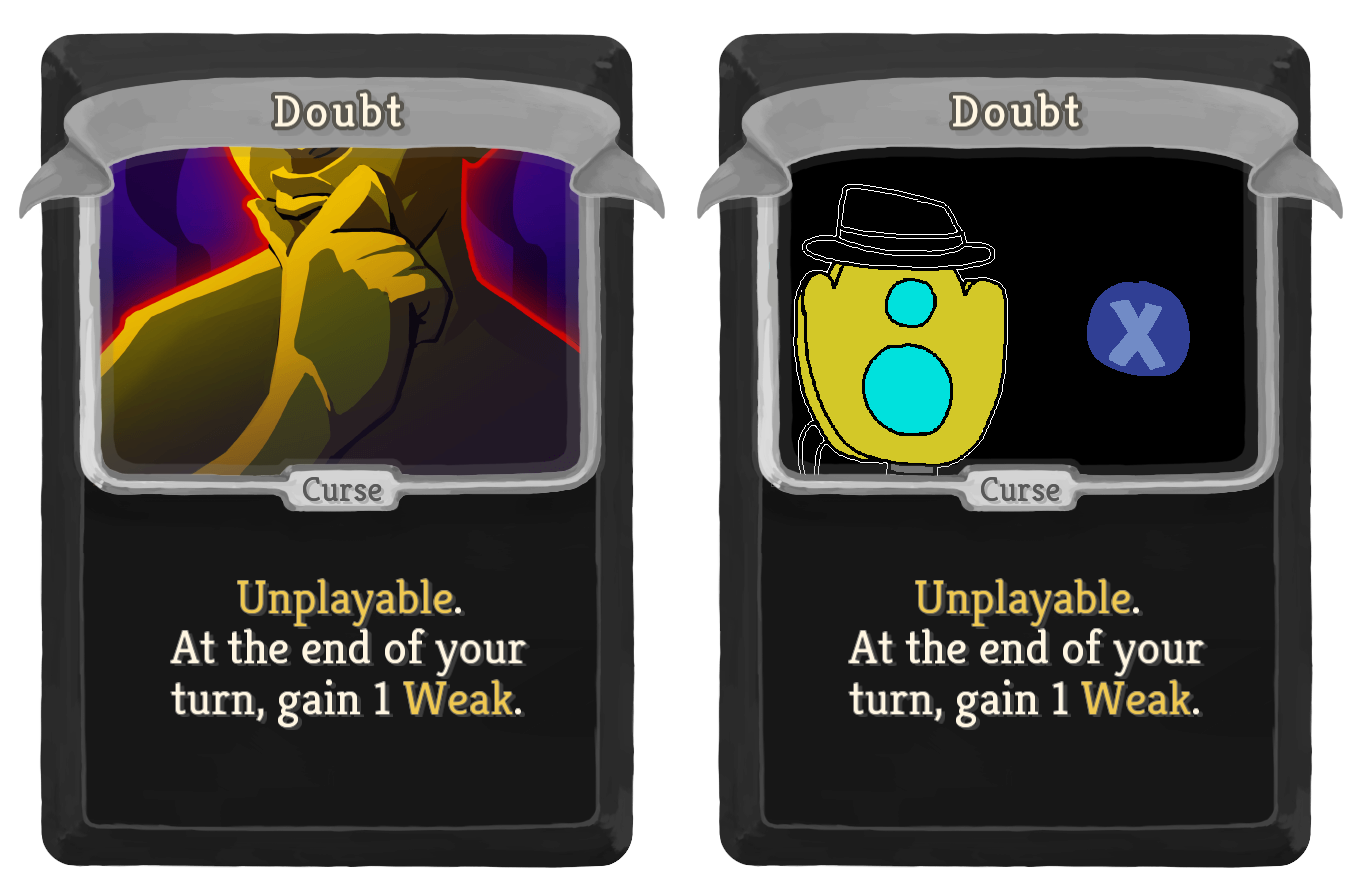 Doubt
Curse
Unplayable.
At the end of your
turn, gain 1 Weak.
Doubt
X
Curse
Unplayable.
At the end of your
turn, gain 1 Weak.